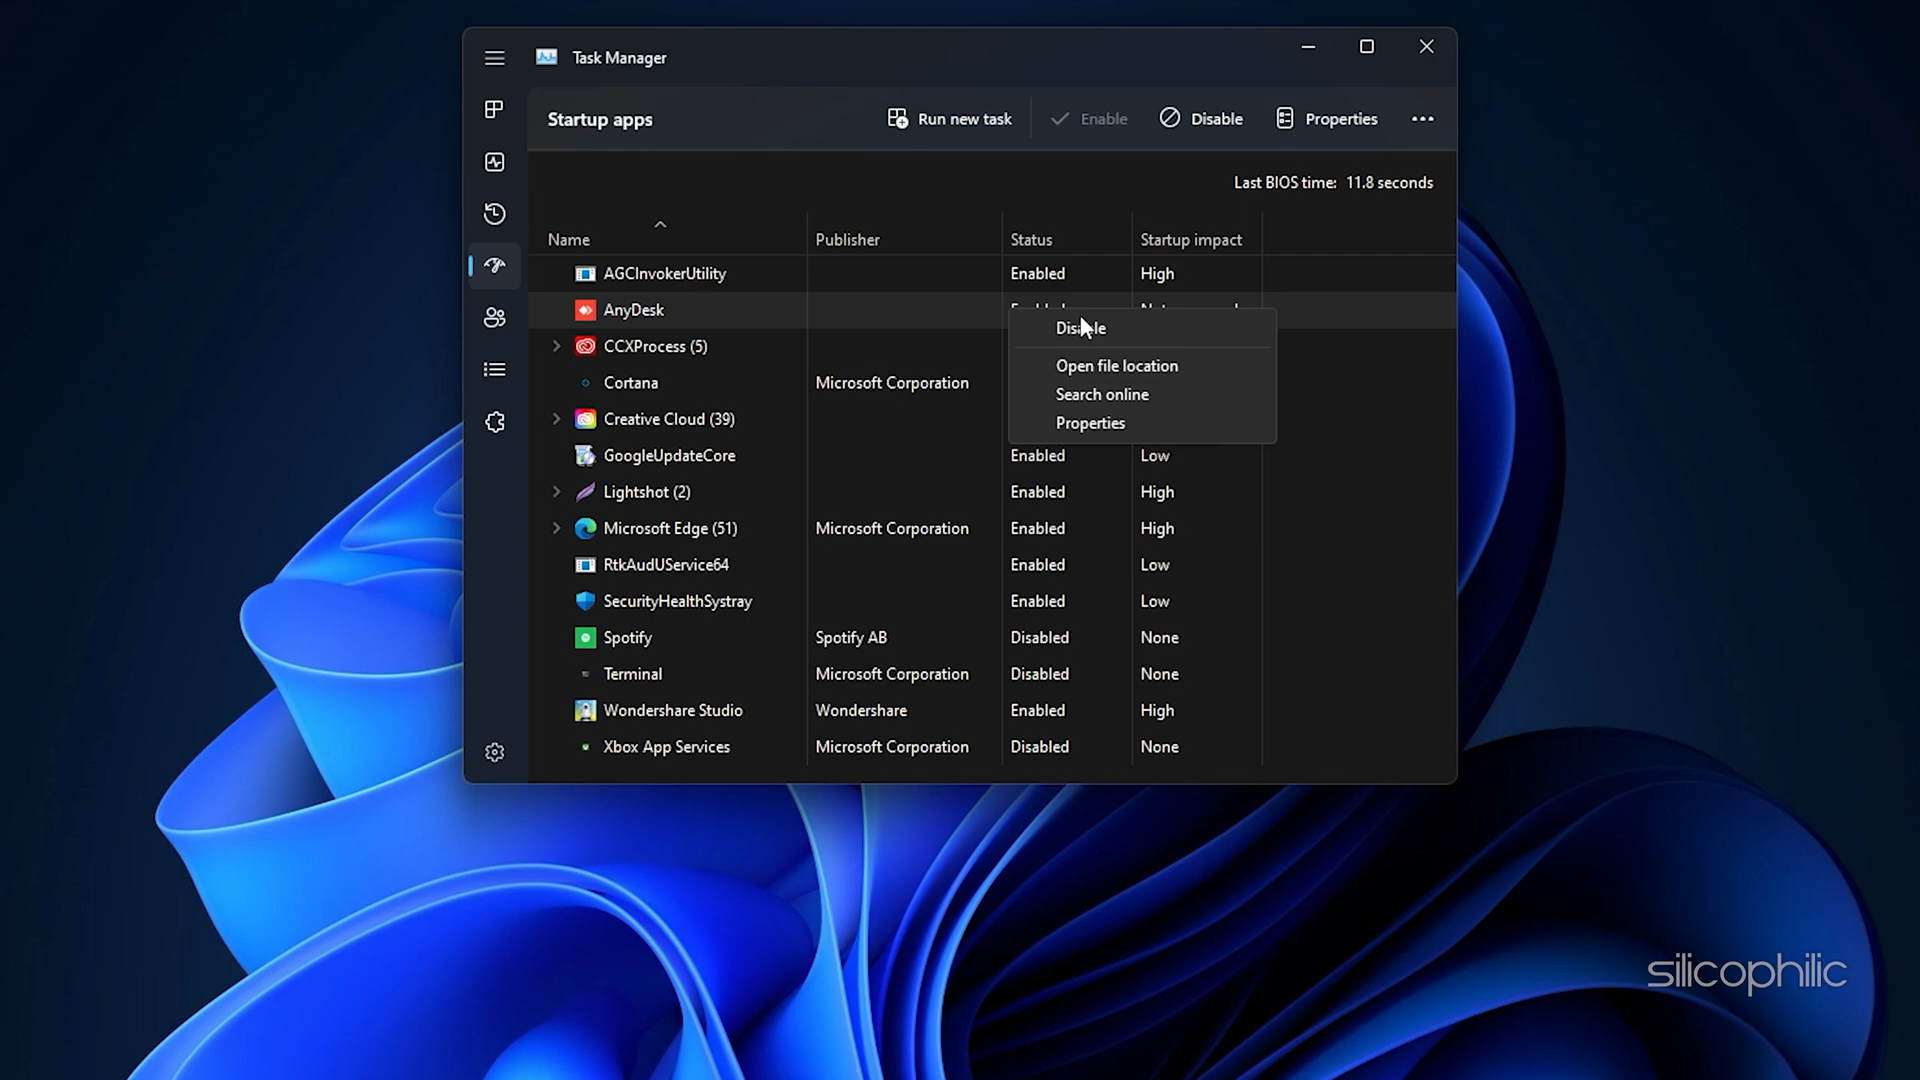 Task Manager
Startup apps
Run new task
Enable
Disable
Properties
Last BIOS time: 11.8 seconds
Name Publisher Status Startup impact
AGCInvokerUtility Enabled High
AnyDesk
Disable
CCXProcess (5)
Open file location
Cortana Microsoft Corporation
Search online
Creative Cloud (39)
Properties
GoogleUpdateCore Enabled Low
Lightshot (2) Enabled High
Microsoft Edge (51) Microsoft Corporation Enabled High
RtkAudUService64 Enabled Low
SecurityHealthSystray Enabled Low
Spotify Spotify AB Disabled None
Terminal Microsoft Corporation Disabled None
Wondershare Studio Wondershare Enabled High
Xbox App Services Microsoft Corporation Disabled None
silicophilic